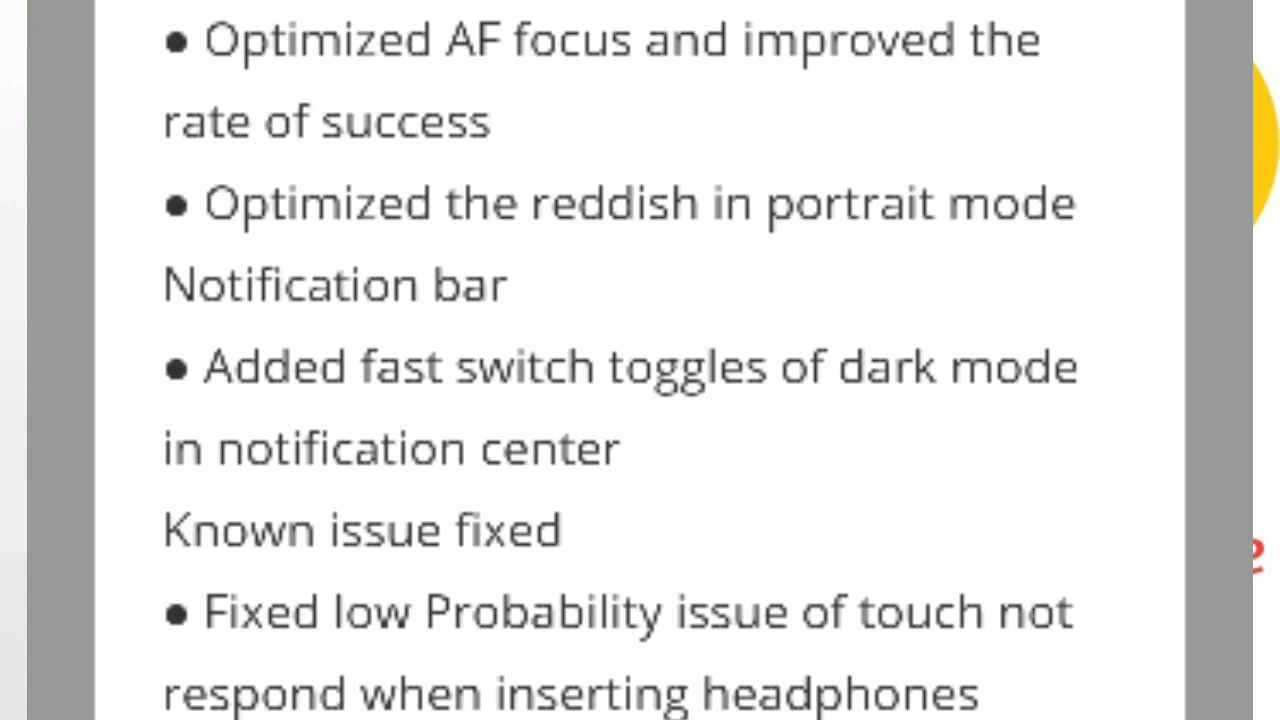 ● Optimized AF focus and improved the
rate of success
● Optimized the reddish in portrait mode
Notification bar
● Added fast switch toggles of dark mode
in notification center
Known issue fixed
● Fixed low Probability issue of touch not
respond when inserting headphones